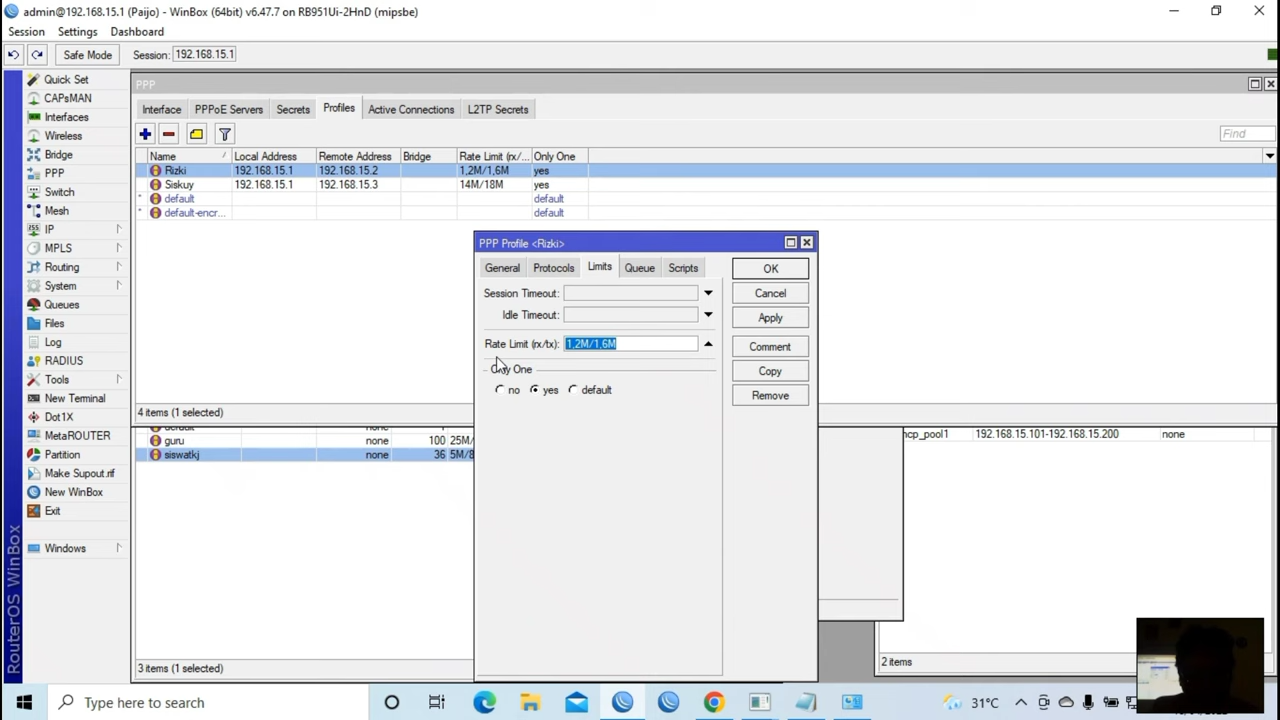 admin@192.168.15.1 (Paijo) - WinBox (64bit) v6.47.7 on RB951Ui-2HnD (mipsbe)
Session Settings Dashboard
Safe Mode Session: 192.168.15.1
Quick Set
CAPsMAN
Interfaces
Wireless
Bridge
PPP
Switch
Mesh
IP
MPLS
Routing
System
Queues
Files
Log
RADIUS
Tools
New Terminal
Dot1X
MetaROUTER
Partition
Make Supout.rif
New WinBox
Exit
Windows
RouterOS WinBox
PPP
Interface PPPoE Servers Secrets Profiles Active Connections L2TP Secrets
Find
Name Local Address Remote Address Bridge Rate Limit (rx/... Only One
Rizki 192.168.15.1 192.168.15.2 1,2M/1,6M yes
Siskuy 192.168.15.1 192.168.15.3 14M/18M yes
* default default
* default-encr... default
4 items (1 selected)
PPP Profile <Rizki>
General Protocols Limits Queue Scripts
Session Timeout:
Idle Timeout:
Rate Limit (rx/tx): 1,2M/1,6M
Only One
no yes default
OK
Cancel
Apply
Comment
Copy
Remove
guru none 100 25M/
siswatkj none 36 5M/8
3 items (1 selected)
hcp_pool1 192.168.15.101-192.168.15.200 none
2 items
Type here to search
31°C